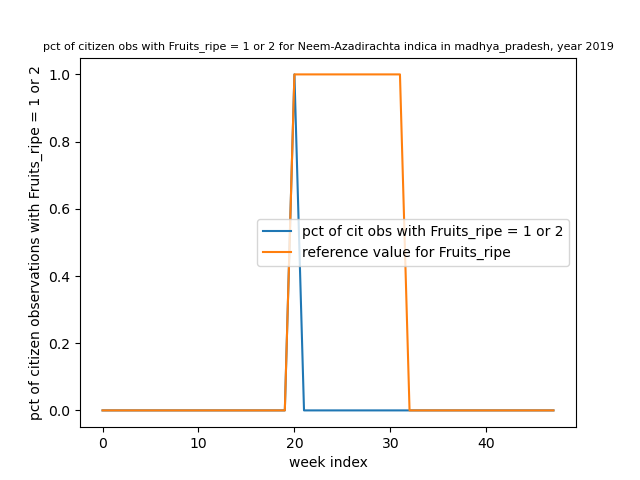 pct of citizen obs with Fruits_ripe = 1 or 2 for Neem-Azadirachta indica in madhya_pradesh, year 2019
pct of citizen observations with Fruits_ripe = 1 or 2
1.0
0.8
0.6
0.4
0.2
0.0
pct of cit obs with Fruits_ripe = 1 or 2
reference value for Fruits_ripe
0 10 20 30 40
week index